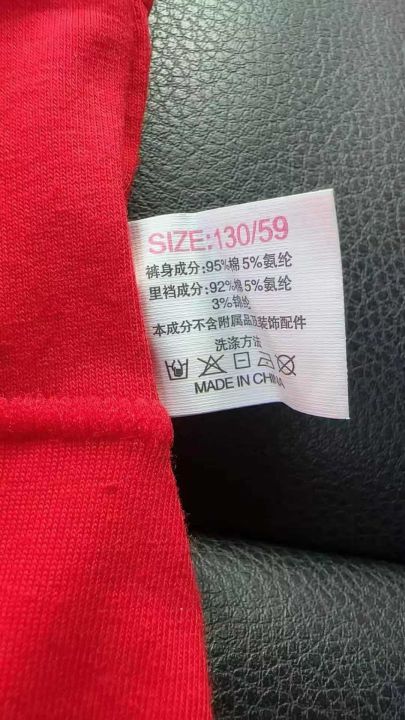 SIZE:130/59
裤身成分:95%棉5%氨纶
里裆成分:92%棉5%氨纶
3%锦纶
本成分不含附属品及装饰配件
洗涤方法
MADE IN CHINA